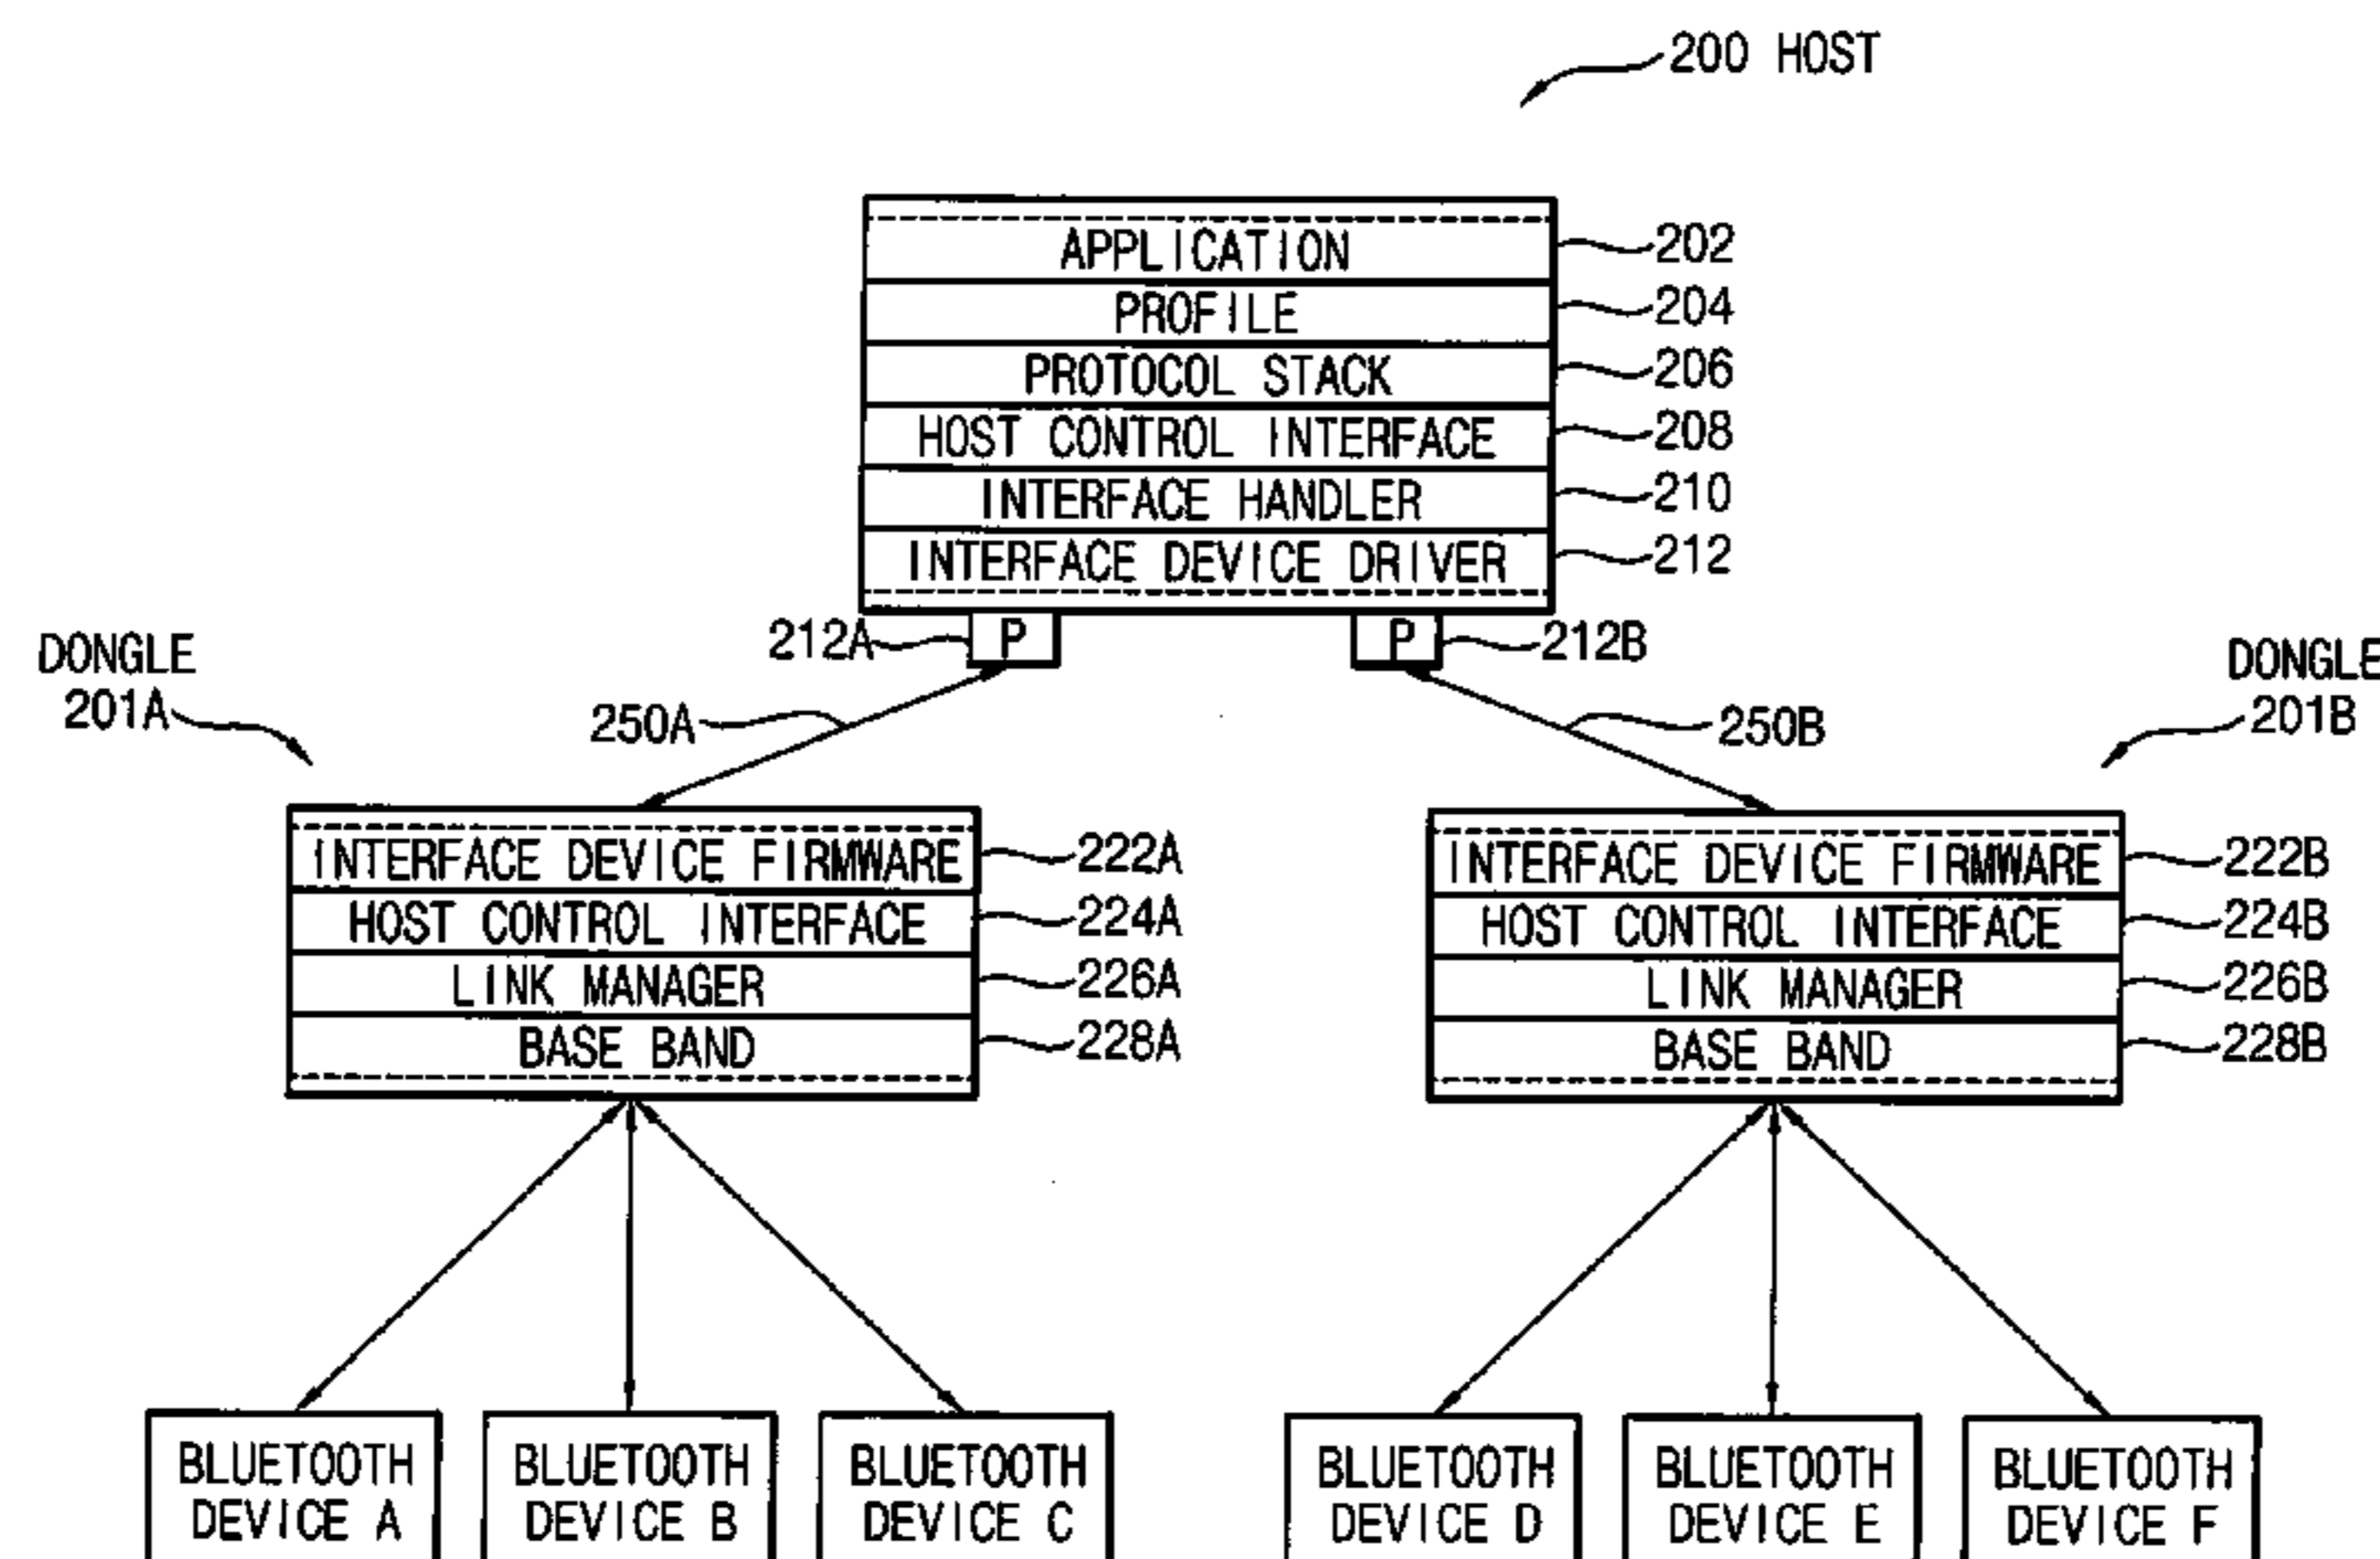 200 HOST
APPLICATION 202
PROFILE 204
PROTOCOL STACK 206
HOST CONTROL INTERFACE 208
INTERFACE HANDLER 210
INTERFACE DEVICE DRIVER 212
212A P P 212B
DONGLE
201A
250A
250B
DONGLE
201B
INTERFACE DEVICE FIRMWARE 222A
HOST CONTROL INTERFACE 224A
LINK MANAGER 226A
BASE BAND 228A
INTERFACE DEVICE FIRMWARE 222B
HOST CONTROL INTERFACE 224B
LINK MANAGER 226B
BASE BAND 228B
BLUETOOTH
DEVICE A
BLUETOOTH
DEVICE B
BLUETOOTH
DEVICE C
BLUETOOTH
DEVICE D
BLUETOOTH
DEVICE E
BLUETOOTH
DEVICE F